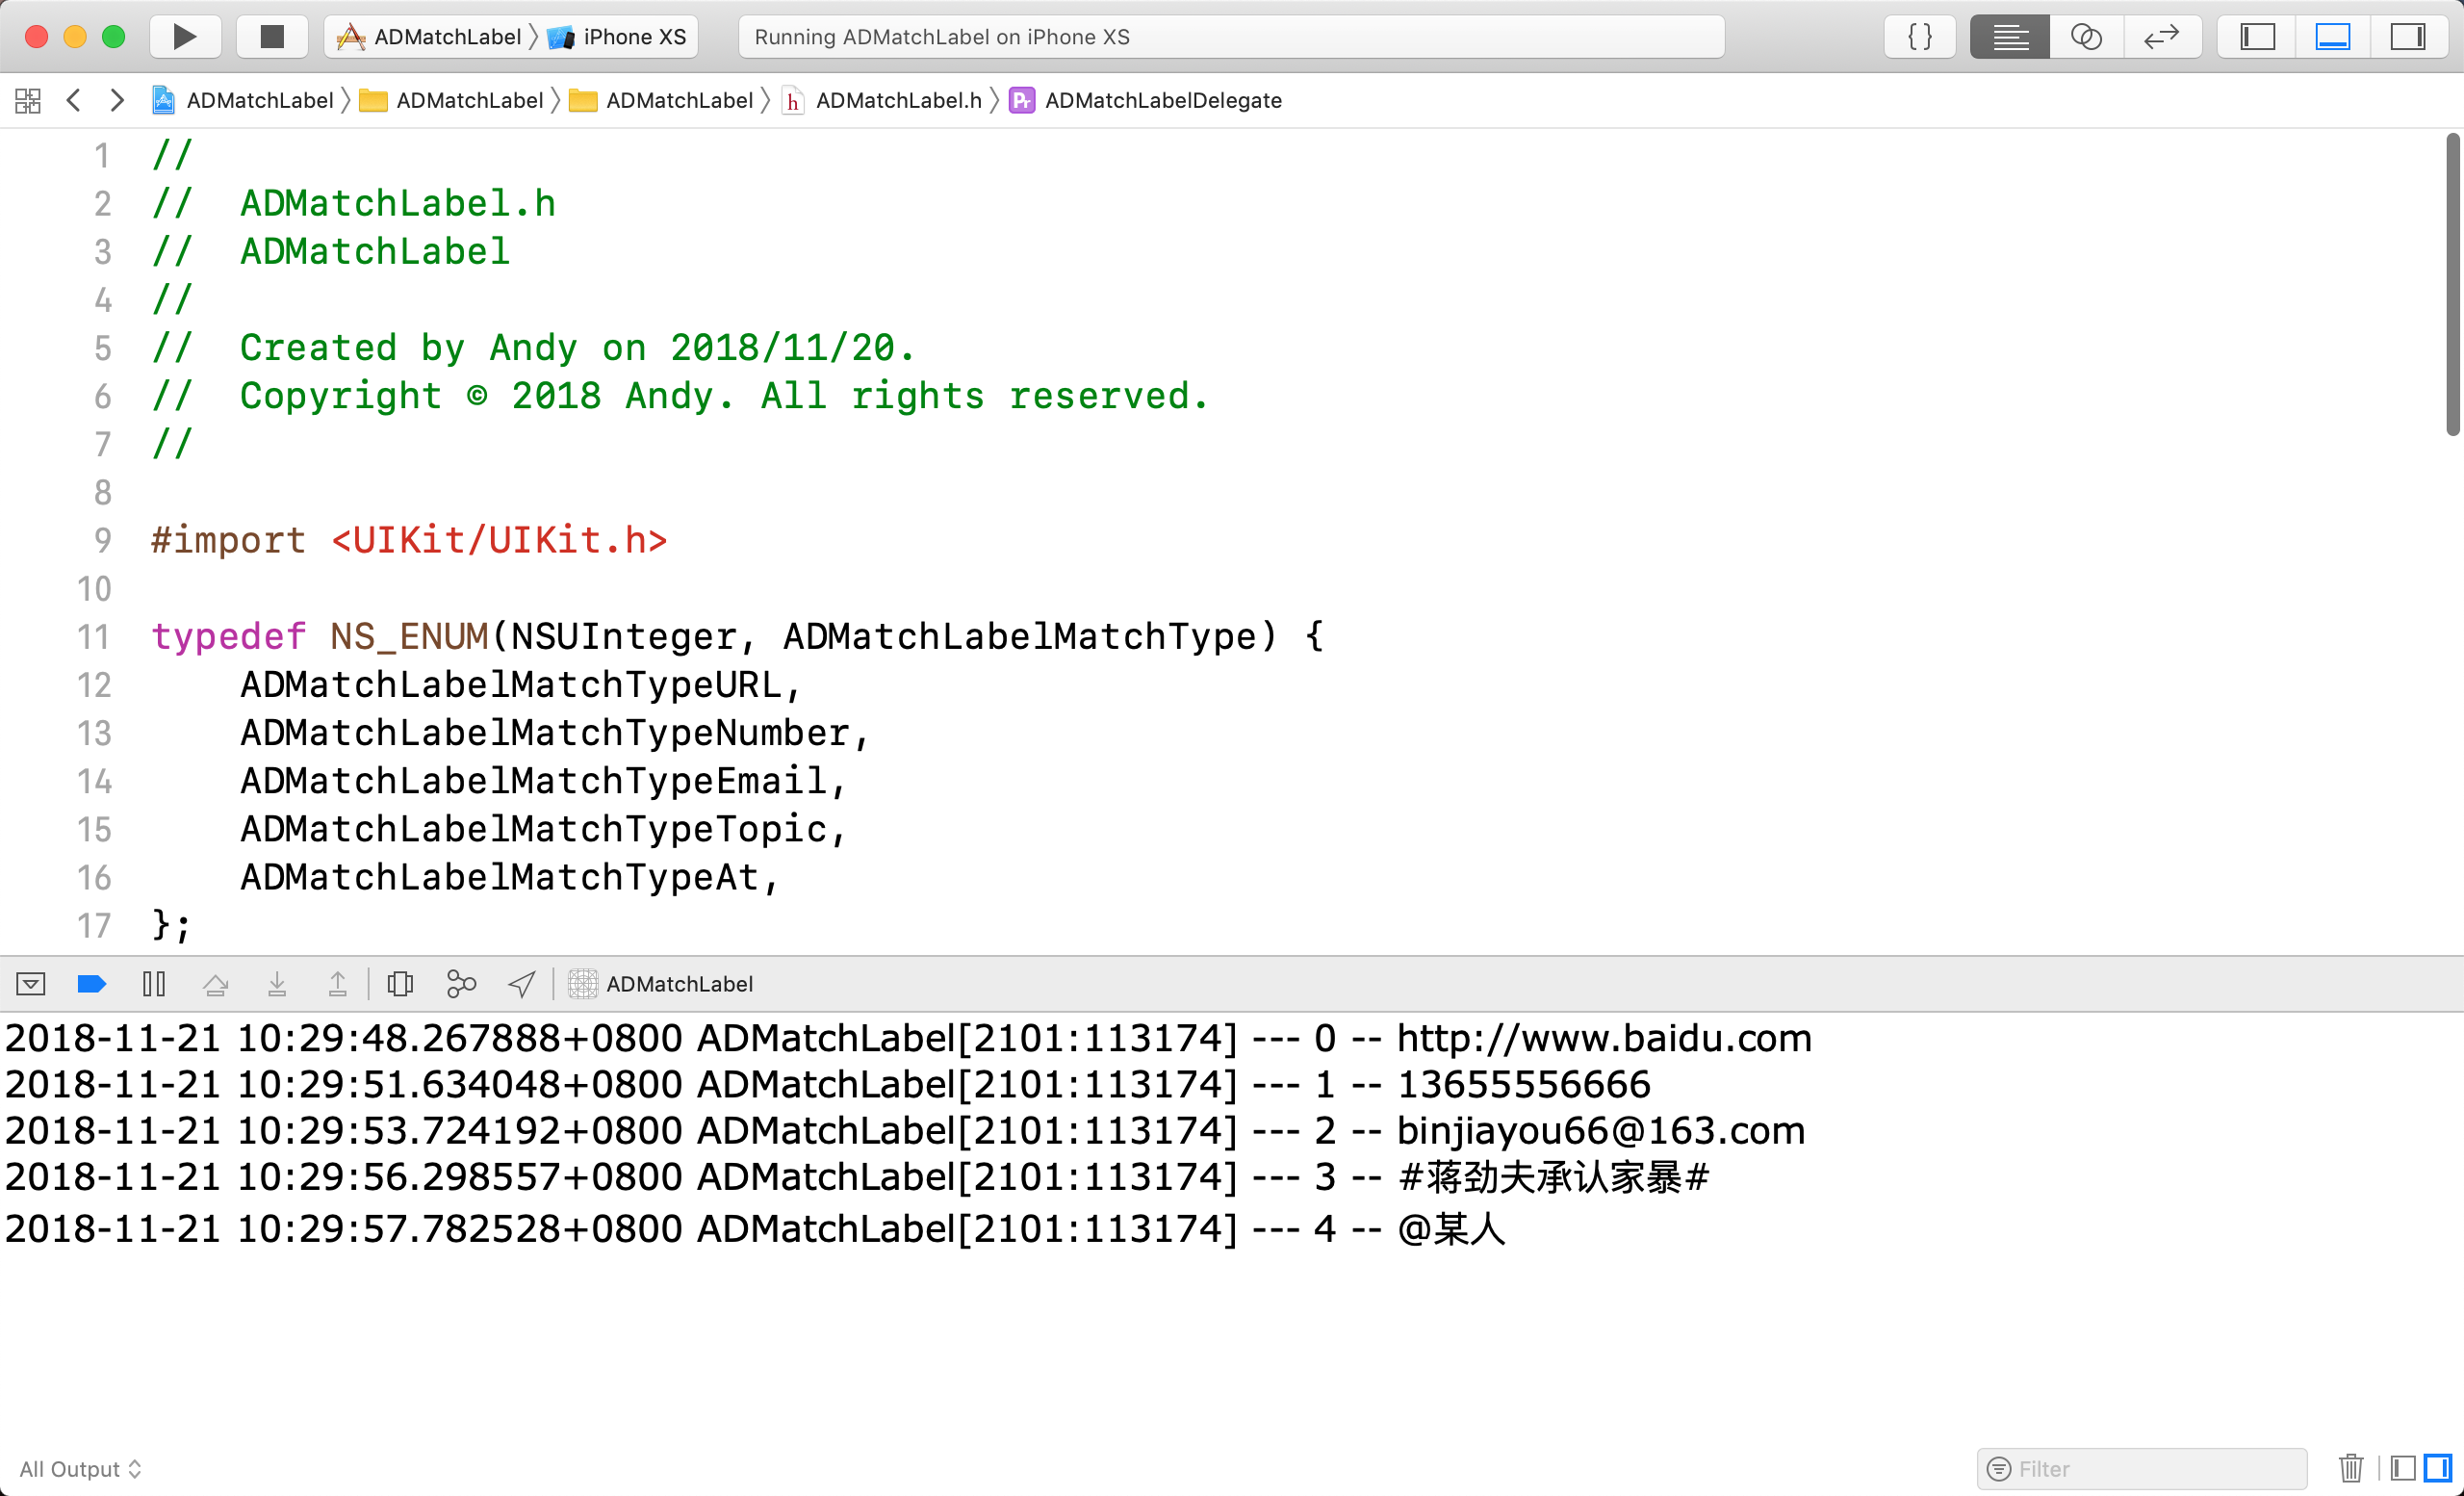 ADMatchLabel 〉 iPhone XS
Running ADMatchLabel on iPhone XS
{ }
ADMatchLabel 〉 ADMatchLabel 〉 ADMatchLabel 〉 h ADMatchLabel.h 〉 Pr ADMatchLabelDelegate
1 //
2 //  ADMatchLabel.h
3 //  ADMatchLabel
4 //
5 //  Created by Andy on 2018/11/20.
6 //  Copyright © 2018 Andy. All rights reserved.
7 //
8
9 #import <UIKit/UIKit.h>
10
11 typedef NS_ENUM(NSUInteger, ADMatchLabelMatchType) {
12     ADMatchLabelMatchTypeURL,
13     ADMatchLabelMatchTypeNumber,
14     ADMatchLabelMatchTypeEmail,
15     ADMatchLabelMatchTypeTopic,
16     ADMatchLabelMatchTypeAt,
17 };
ADMatchLabel
2018-11-21 10:29:48.267888+0800 ADMatchLabel[2101:113174] --- 0 -- http://www.baidu.com
2018-11-21 10:29:51.634048+0800 ADMatchLabel[2101:113174] --- 1 -- 13655556666
2018-11-21 10:29:53.724192+0800 ADMatchLabel[2101:113174] --- 2 -- binjiayou66@163.com
2018-11-21 10:29:56.298557+0800 ADMatchLabel[2101:113174] --- 3 -- #蒋劲夫承认家暴#
2018-11-21 10:29:57.782528+0800 ADMatchLabel[2101:113174] --- 4 -- @某人
All Output
Filter